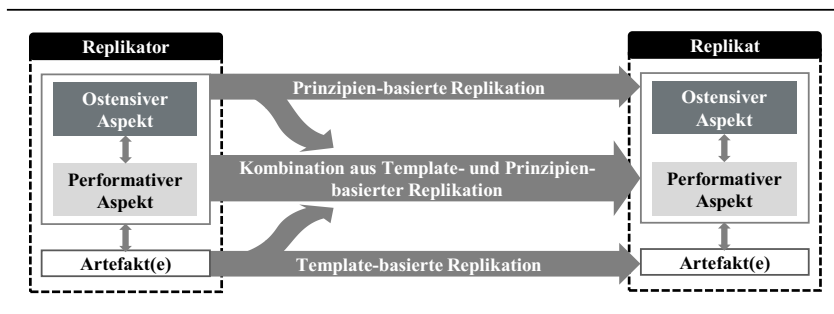 Replikator
Replikat
Prinzipien-basierte Replikation
Ostensiver
Aspekt
Ostensiver
Aspekt
Kombination aus Template- und Prinzipien-
basierter Replikation
Performativer
Aspekt
Performativer
Aspekt
Artefakt(e)
Template-basierte Replikation
Artefakt(e)